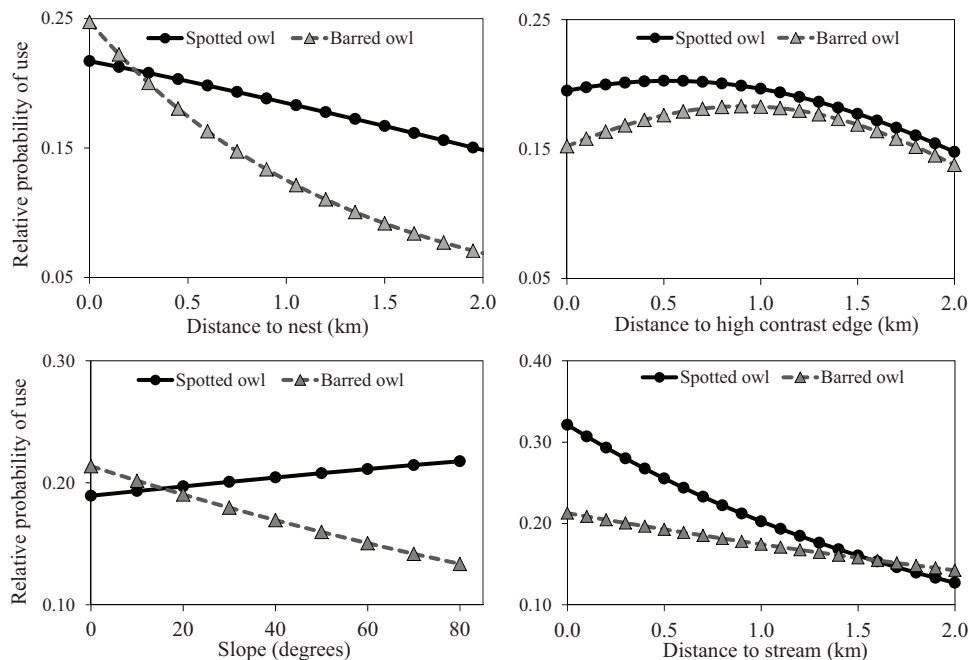 Relative probability of use
0.25
0.15
0.05
Spotted owl
Barred owl
0.0 0.5 1.0 1.5 2.0
Distance to nest (km)
0.25
0.15
0.05
Spotted owl
Barred owl
0.0 0.5 1.0 1.5 2.0
Distance to high contrast edge (km)
Relative probability of use
0.30
0.20
0.10
Spotted owl
Barred owl
0 20 40 60 80
Slope (degrees)
0.40
0.30
0.20
0.10
Spotted owl
Barred owl
0.0 0.5 1.0 1.5 2.0
Distance to stream (km)